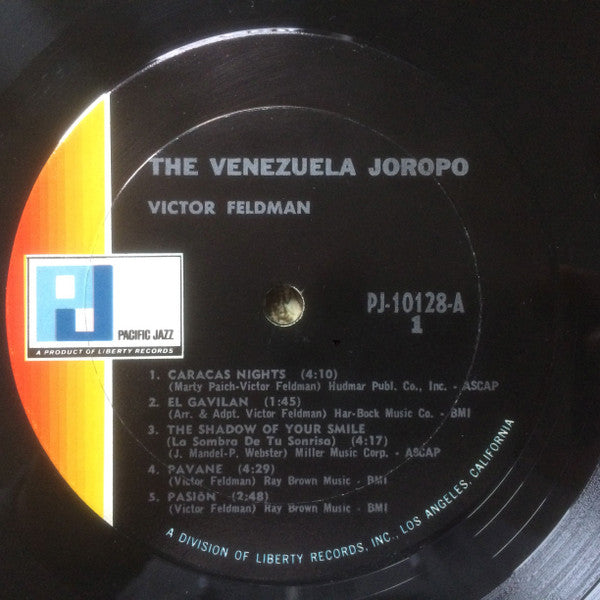 THE VENEZUELA JOROPO
VICTOR FELDMAN
PJ
PACIFIC JAZZ
A PRODUCT OF LIBERTY RECORDS
PJ-10128-A
1
1. CARACAS NIGHTS (4:10)
(Marty Paich-Victor Feldman) Hudmar Publ. Co., Inc. - ASCAP
2. EL GAVILAN (1:45)
(Arr. & Adpt. Victor Feldman) Har-Bock Music Co. - BMI
3. THE SHADOW OF YOUR SMILE
(La Sombra De Tu Sonrisa) (4:17)
(J. Mandel-P. Webster) Miller Music Corp. - ASCAP
4. PAVANE (4:29)
(Victor Feldman) Ray Brown Music - BMI
5. PASIÒN (2:48)
(Victor Feldman) Ray Brown Music - BMI
A DIVISION OF LIBERTY RECORDS, INC., LOS ANGELES, CALIFORNIA